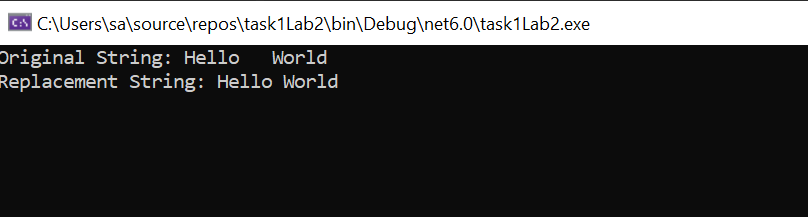 C:\Users\sa\source\repos\task1Lab2\bin\Debug\net6.0\task1Lab2.exe
Original String: Hello   World
Replacement String: Hello World